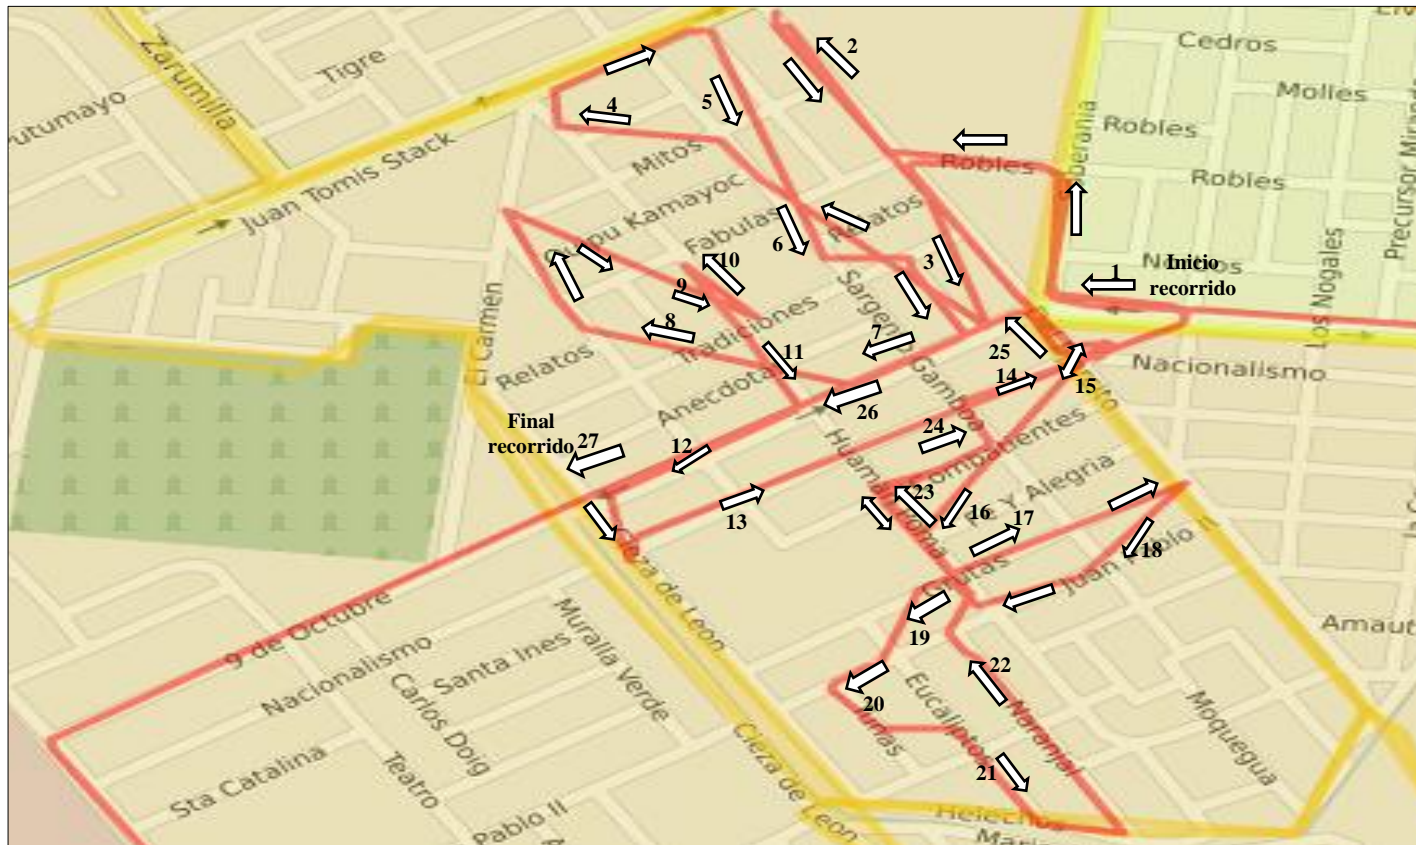 Zarumilla
Tigre
Juan Tomis Stack
Cedros
Molles
Robles
Robles
Robles
Precursor Mirand
Los Nogales
Inicio
recorrido
1
2
3
4
5
6
7
8
9
10
11
12
13
14
15
16
17
18
19
20
21
22
23
24
25
26
27
Mitos
Quipu Kamayoc
Fabulas
Relatos
Sargento
Gamboa
Tradiciones
El Carmen
Relatos
Anecdota
Nacionalismo
Final
recorrido
Combatientes
Fe Y Alegria
Juan Pablo II
Cieza de Leon
9 de Octubre
Nacionalismo
Santa Ines
Muralla Verde
Carlos Doig
Sta Catalina
Teatro
Pablo II
Cieza de Leon
Eucalipto
Naranjal
Moquegua
Helechos
Amaut
Mari